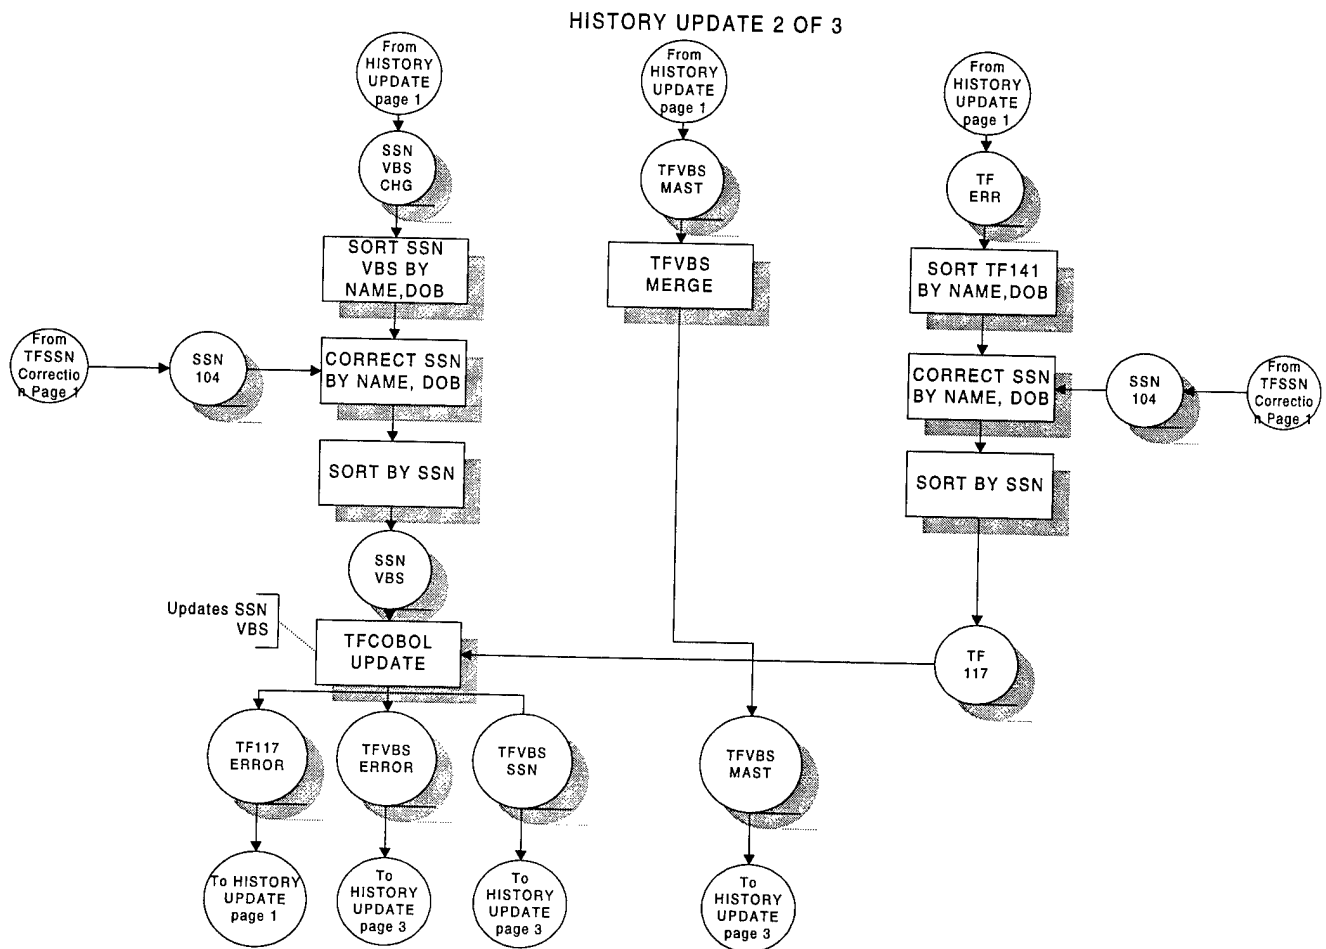 HISTORY UPDATE 2 OF 3
From
HISTORY
UPDATE
page 1
From
HISTORY
UPDATE
page 1
From
HISTORY
UPDATE
page 1
SSN
VBS
CHG
TFVBS
MAST
TF
ERR
SORT SSN
VBS BY
NAME,DOB
TFVBS
MERGE
SORT TF141
BY NAME,DOB
From
TFSSN
Correctio
n Page 1
SSN
104
CORRECT SSN
BY NAME, DOB
CORRECT SSN
BY NAME, DOB
SSN
104
From
TFSSN
Correctio
n Page 1
SORT BY SSN
SORT BY SSN
SSN
VBS
Updates SSN
VBS
TFCOBOL
UPDATE
TF
117
TF117
ERROR
TFVBS
ERROR
TFVBS
SSN
TFVBS
MAST
To HISTORY
UPDATE
page 1
To
HISTORY
UPDATE
page 3
To
HISTORY
UPDATE
page 3
To
HISTORY
UPDATE
page 3